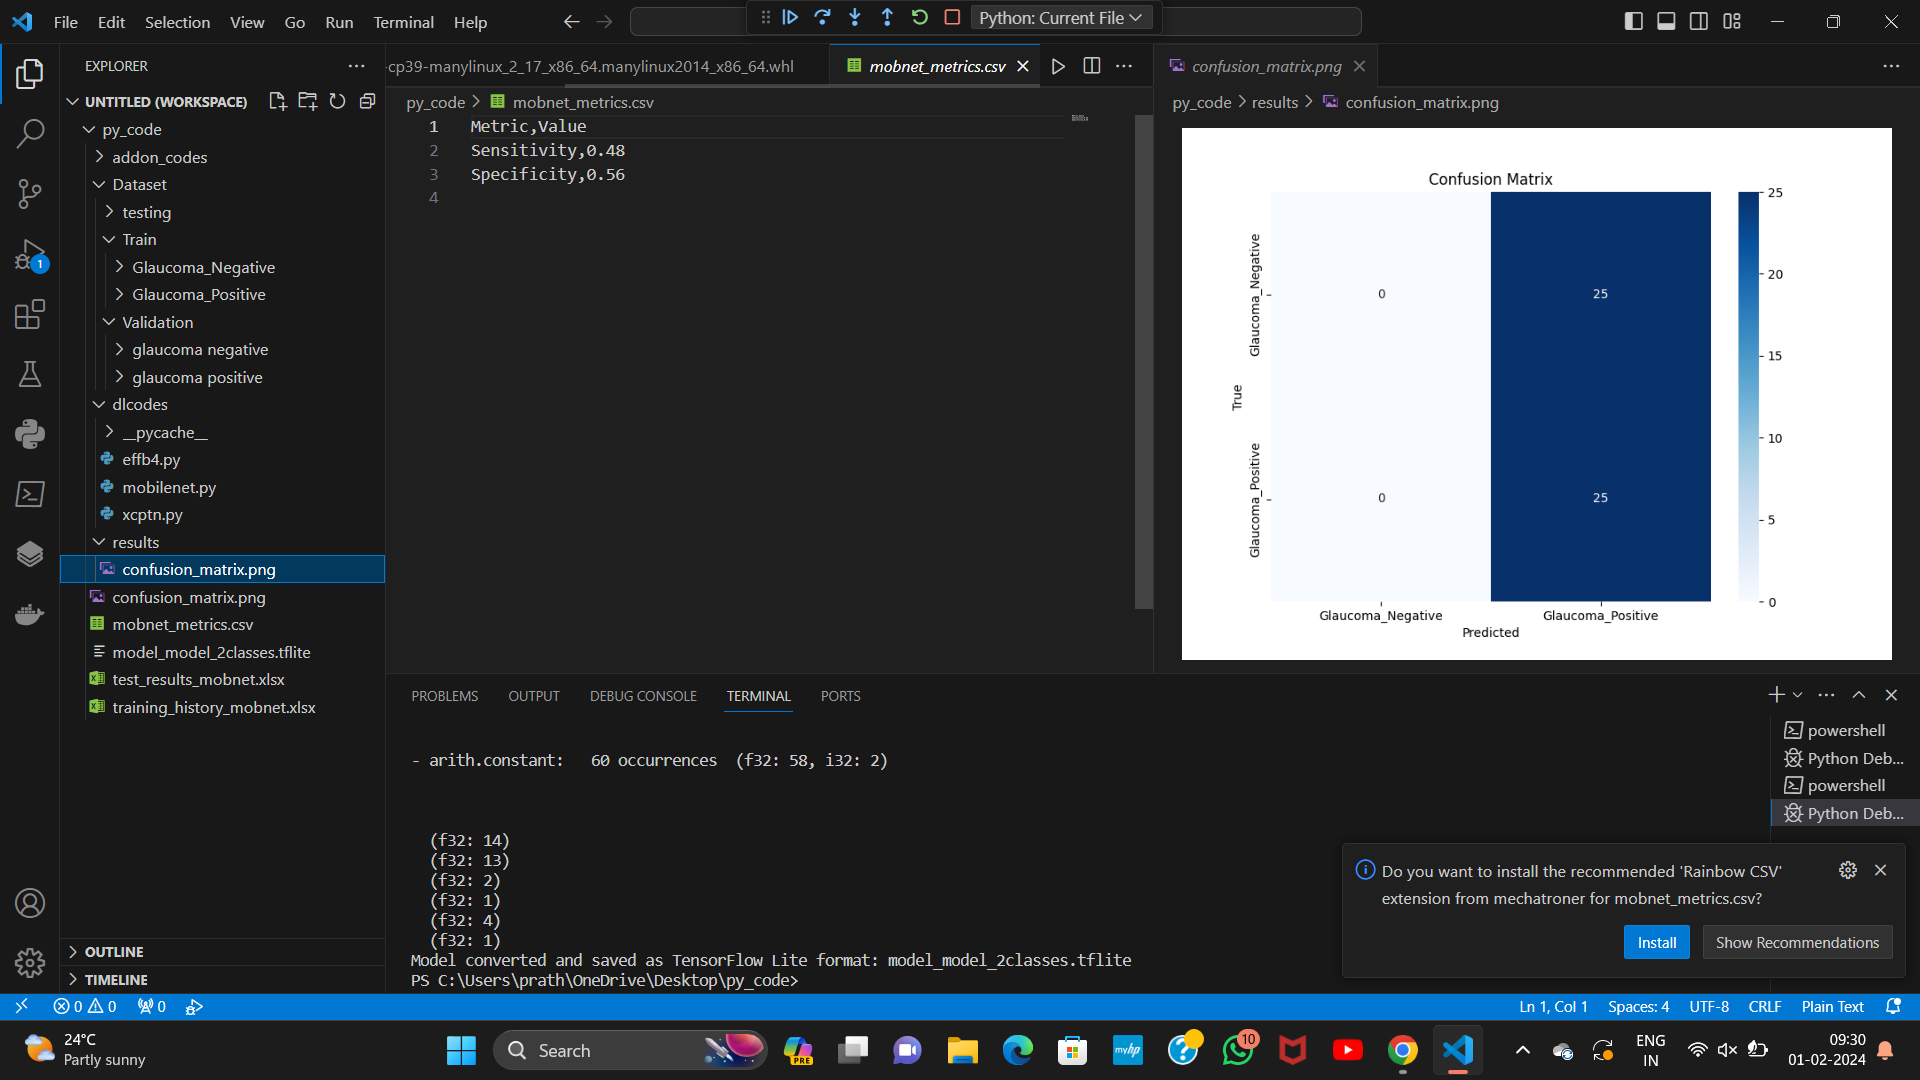 File Edit Selection View Go Run Terminal Help
Python: Current File
EXPLORER
UNTITLED (WORKSPACE)
py_code
addon_codes
Dataset
testing
Train
Glaucoma_Negative
Glaucoma_Positive
Validation
glaucoma negative
glaucoma positive
dlcodes
__pycache__
effb4.py
mobilenet.py
xcptn.py
results
confusion_matrix.png
confusion_matrix.png
mobnet_metrics.csv
model_model_2classes.tflite
test_results_mobnet.xlsx
training_history_mobnet.xlsx
OUTLINE
TIMELINE
1
-cp39-manylinux_2_17_x86_64.manylinux2014_x86_64.whl
mobnet_metrics.csv
py_code > mobnet_metrics.csv
1 Metric,Value
2 Sensitivity,0.48
3 Specificity,0.56
4
confusion_matrix.png
py_code > results > confusion_matrix.png
Confusion Matrix
True
Glaucoma_Negative
Glaucoma_Positive
0 25
0 25
Glaucoma_Negative Glaucoma_Positive
Predicted
25
20
15
10
5
0
PROBLEMS OUTPUT DEBUG CONSOLE TERMINAL PORTS
- arith.constant: 60 occurrences (f32: 58, i32: 2)
(f32: 14)
(f32: 13)
(f32: 2)
(f32: 1)
(f32: 4)
(f32: 1)
Model converted and saved as TensorFlow Lite format: model_model_2classes.tflite
PS C:\Users\prath\OneDrive\Desktop\py_code>
powershell
Python Deb...
powershell
Python Deb...
Do you want to install the recommended 'Rainbow CSV'
extension from mechatroner for mobnet_metrics.csv?
Install Show Recommendations
0 0 0
Ln 1, Col 1 Spaces: 4 UTF-8 CRLF Plain Text
24°C
Partly sunny
Search
PRE
myhp
10
ENG
IN
09:30
01-02-2024